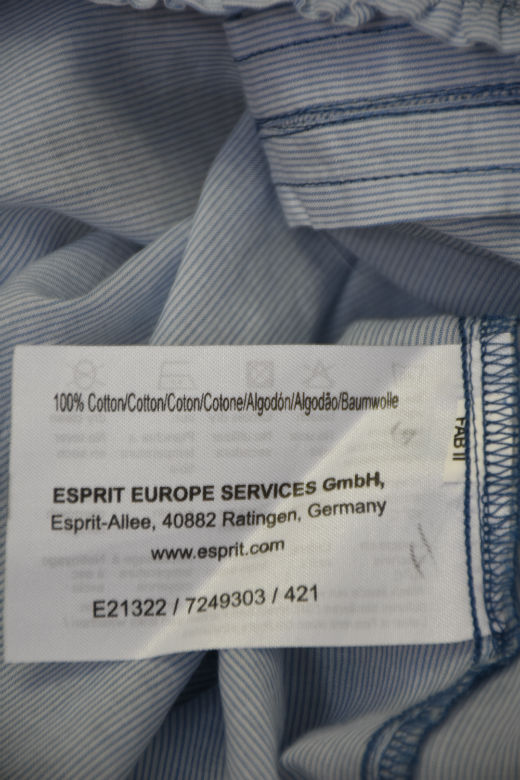 100% Cotton/Cotton/Coton/Cotone/Algodón/Algodão/Baumwolle
FAB II
ESPRIT EUROPE SERVICES GmbH,
Esprit-Allee, 40882 Ratingen, Germany
www.esprit.com
E21322 / 7249303 / 421